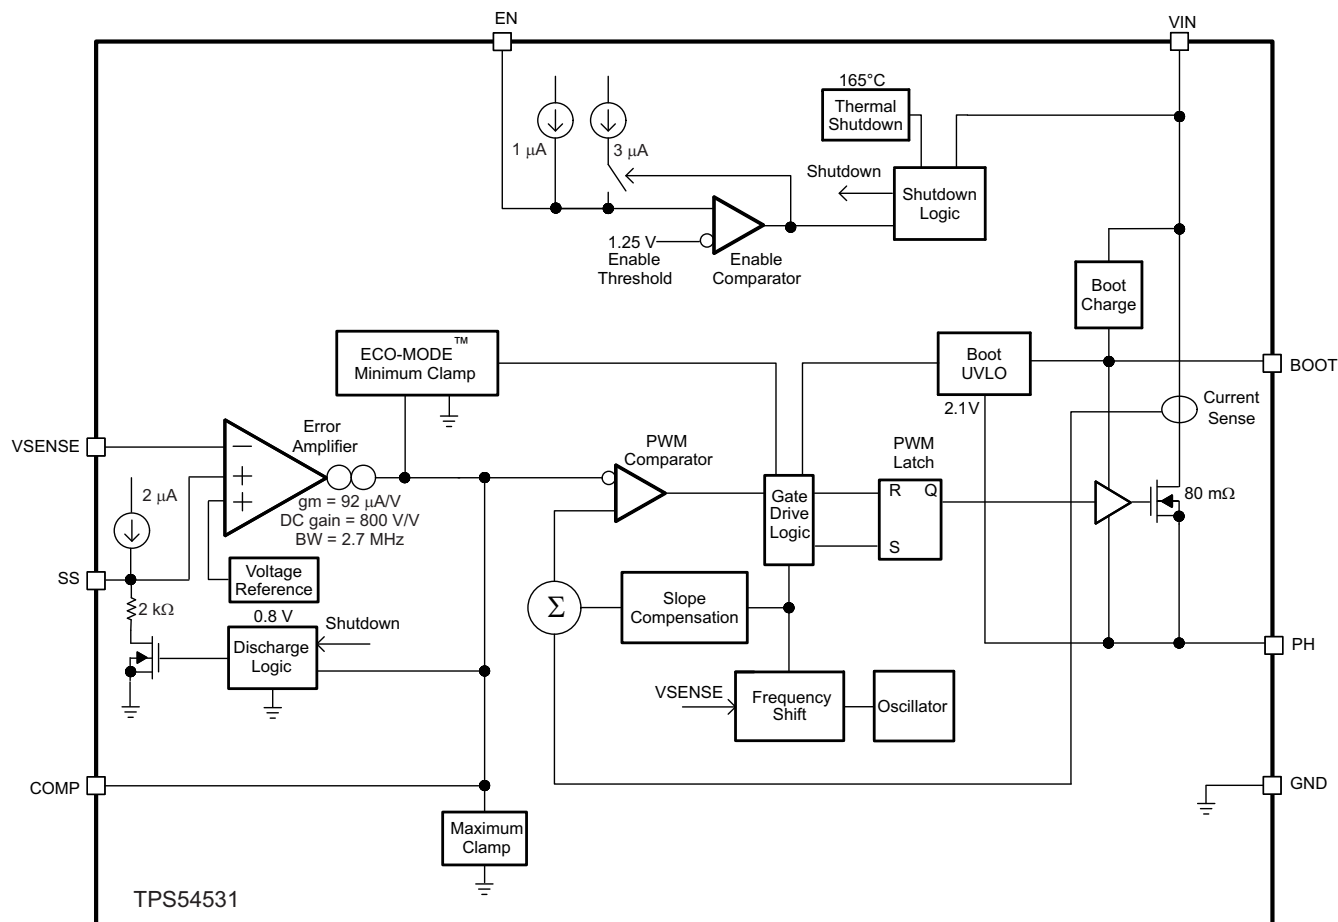 EN
VIN
165°C
Thermal
Shutdown
1 μA
3 μA
Shutdown
Shutdown
Logic
1.25 V
Enable
Threshold
Enable
Comparator
Boot
Charge
ECO-MODE™
Minimum Clamp
Boot
UVLO
2.1V
BOOT
Current
Sense
VSENSE
Error
Amplifier
gm = 92 μA/V
DC gain = 800 V/V
BW = 2.7 MHz
PWM
Comparator
PWM
Latch
Gate
Drive
Logic
R Q
S
80 mΩ
2 μA
SS
Voltage
Reference
0.8 V
2 kΩ
Discharge
Logic
Shutdown
Σ
Slope
Compensation
PH
VSENSE
Frequency
Shift
Oscillator
COMP
GND
Maximum
Clamp
TPS54531